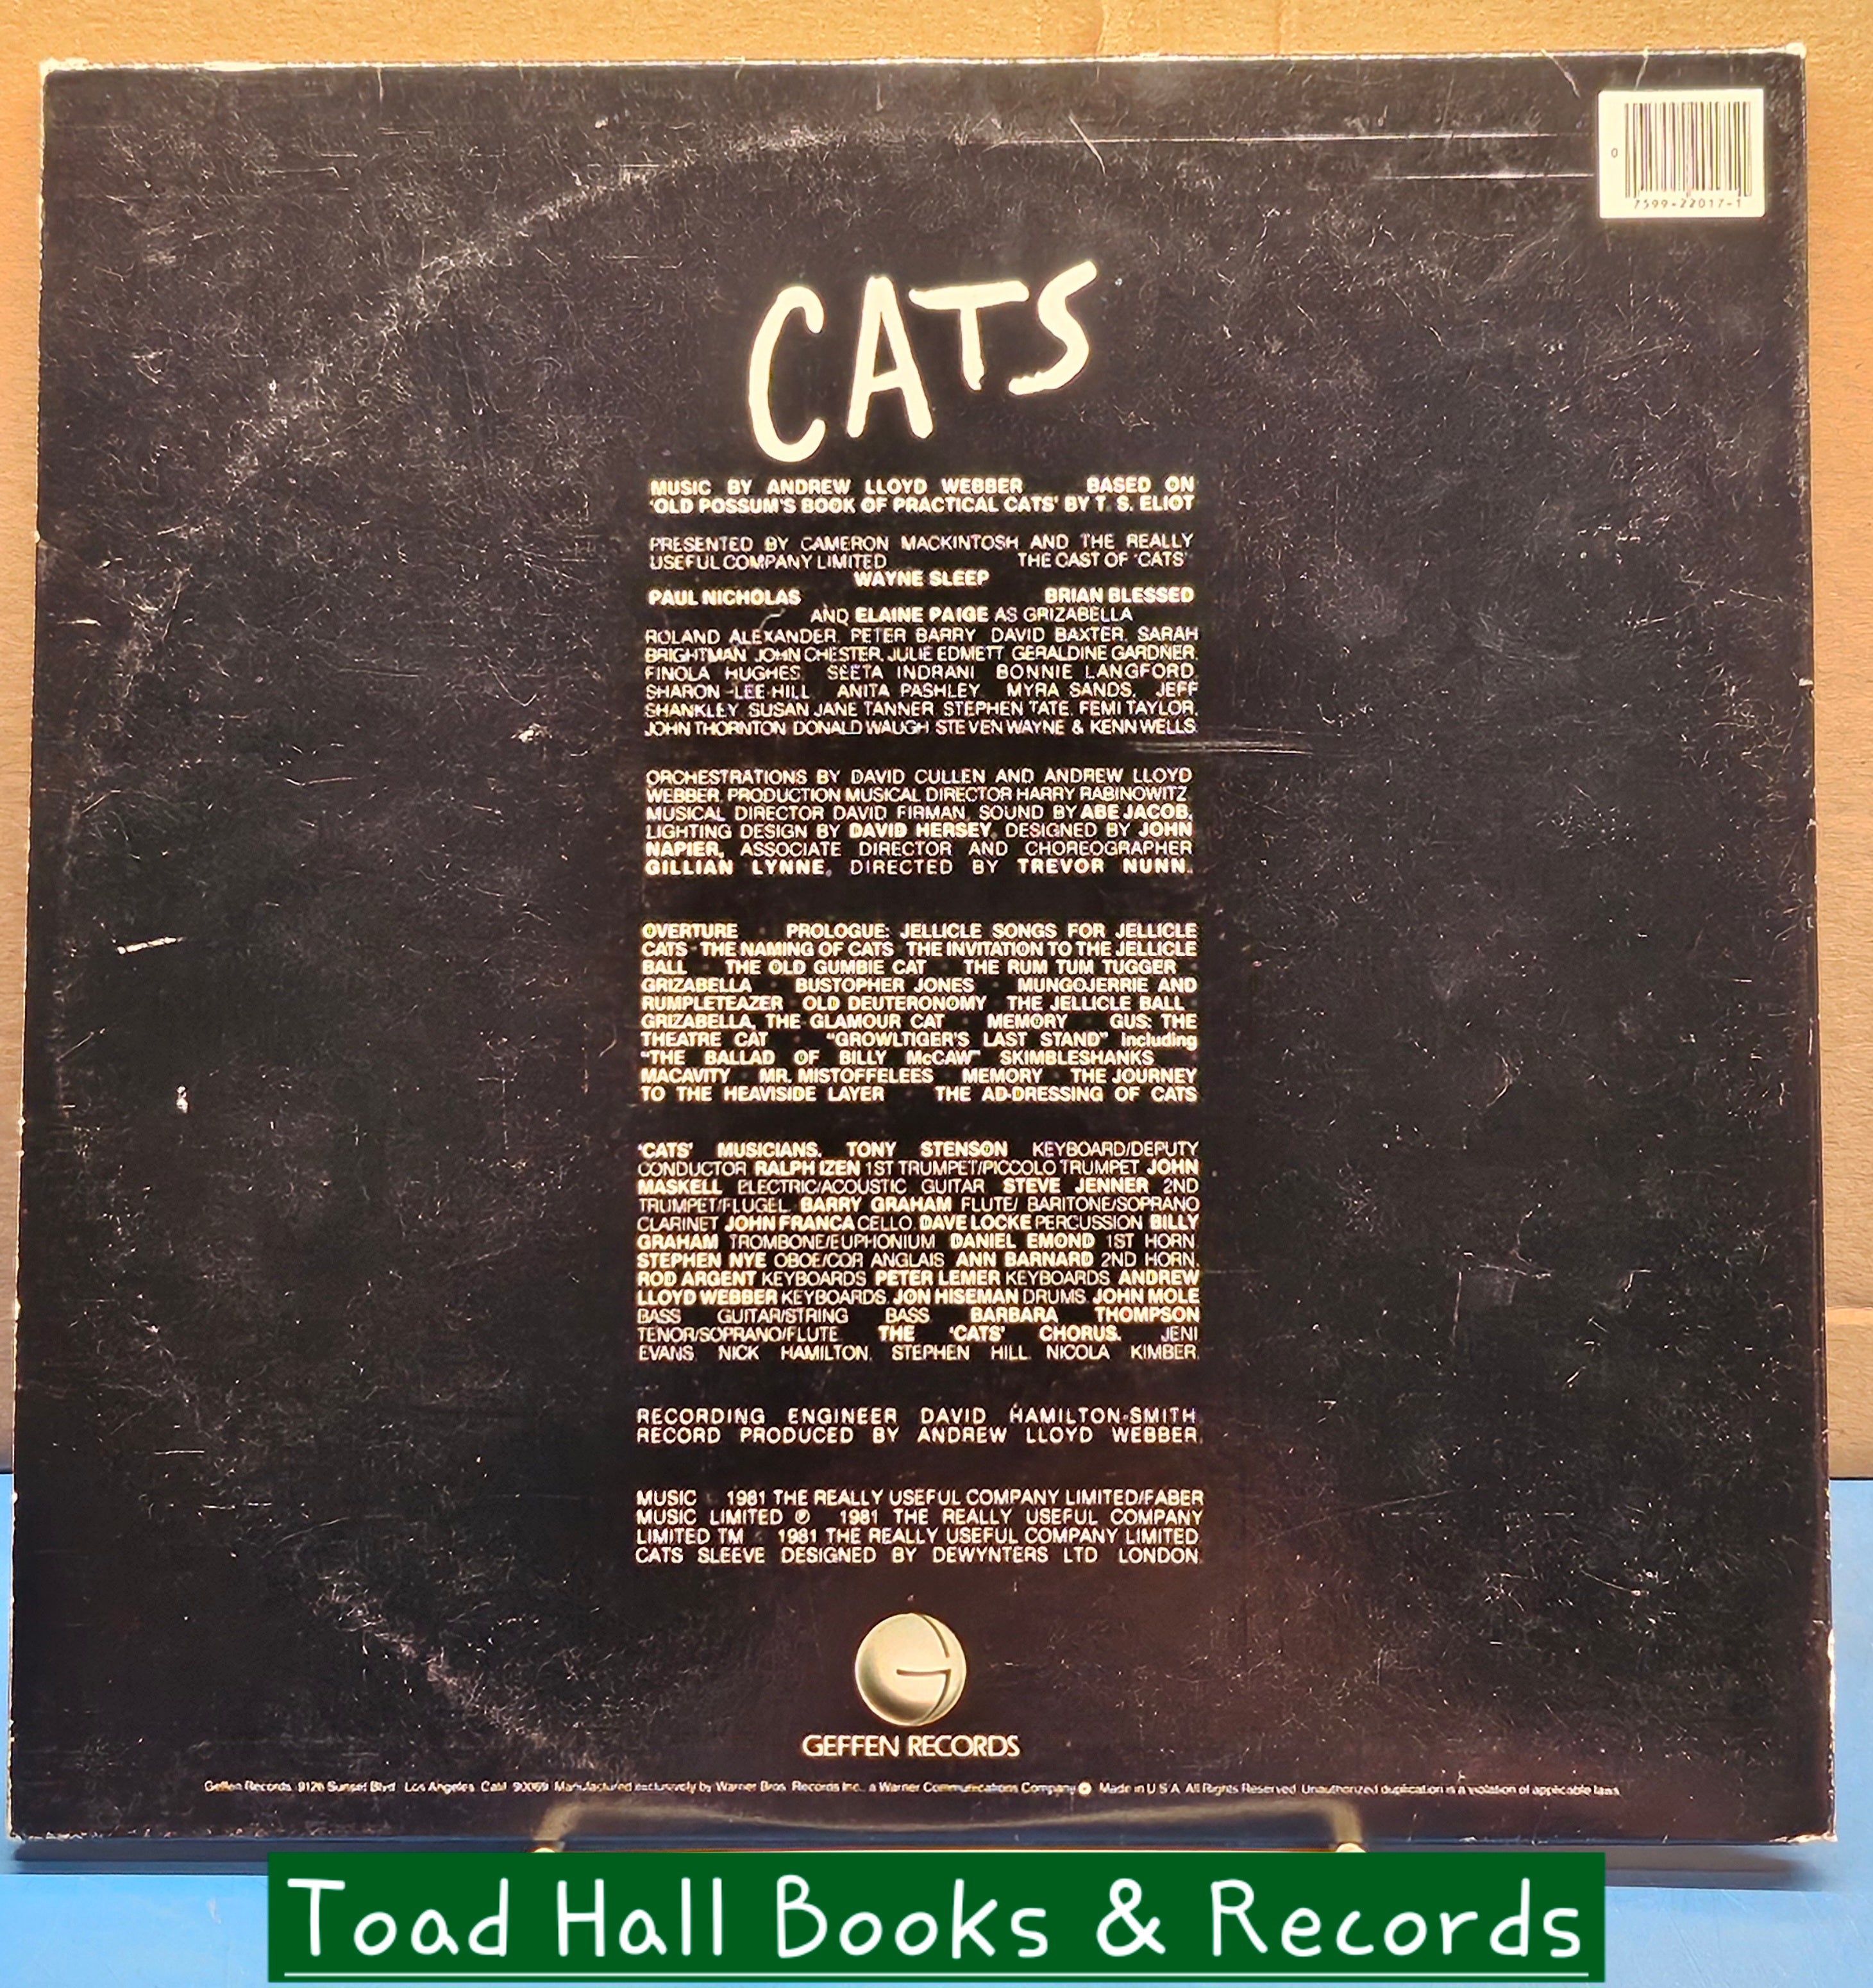 0
7599-22017-1
CATS
MUSIC BY ANDREW LLOYD WEBBER BASED ON
'OLD POSSUM'S BOOK OF PRACTICAL CATS' BY T. S. ELIOT
PRESENTED BY CAMERON MACKINTOSH AND THE REALLY
USEFUL COMPANY LIMITED THE CAST OF 'CATS'
WAYNE SLEEP
PAUL NICHOLAS BRIAN BLESSED
AND ELAINE PAIGE AS GRIZABELLA
ROLAND ALEXANDER, PETER BARRY, DAVID BAXTER, SARAH
BRIGHTMAN, JOHN CHESTER, JULIE EDMETT, GERALDINE GARDNER,
FINOLA HUGHES, SEETA INDRANI, BONNIE LANGFORD,
SHARON-LEE HILL, ANITA PASHLEY, MYRA SANDS, JEFF
SHANKLEY, SUSAN JANE TANNER, STEPHEN TATE, FEMI TAYLOR,
JOHN THORNTON, DONALD WAUGH, STEVEN WAYNE & KENN WELLS.
ORCHESTRATIONS BY DAVID CULLEN AND ANDREW LLOYD
WEBBER, PRODUCTION MUSICAL DIRECTOR HARRY RABINOWITZ,
MUSICAL DIRECTOR DAVID FIRMAN, SOUND BY ABE JACOB,
LIGHTING DESIGN BY DAVID HERSEY, DESIGNED BY JOHN
NAPIER, ASSOCIATE DIRECTOR AND CHOREOGRAPHER
GILLIAN LYNNE, DIRECTED BY TREVOR NUNN.
OVERTURE · PROLOGUE: JELLICLE SONGS FOR JELLICLE
CATS · THE NAMING OF CATS · THE INVITATION TO THE JELLICLE
BALL · THE OLD GUMBIE CAT · THE RUM TUM TUGGER ·
GRIZABELLA · BUSTOPHER JONES · MUNGOJERRIE AND
RUMPLETEAZER · OLD DEUTERONOMY · THE JELLICLE BALL ·
GRIZABELLA, THE GLAMOUR CAT · MEMORY · GUS: THE
THEATRE CAT · "GROWLTIGER'S LAST STAND" including
"THE BALLAD OF BILLY McCAW" SKIMBLESHANKS ·
MACAVITY · MR. MISTOFFELEES · MEMORY · THE JOURNEY
TO THE HEAVISIDE LAYER · THE AD-DRESSING OF CATS
'CATS' MUSICIANS. TONY STENSON KEYBOARD/DEPUTY
CONDUCTOR, RALPH IZEN 1ST TRUMPET/PICCOLO TRUMPET, JOHN
MASKELL ELECTRIC/ACOUSTIC GUITAR, STEVE JENNER 2ND
TRUMPET/FLUGEL, BARRY GRAHAM FLUTE/ BARITONE/SOPRANO
CLARINET, JOHN FRANCA CELLO, DAVE LOCKE PERCUSSION, BILLY
GRAHAM TROMBONE/EUPHONIUM, DANIEL EMOND 1ST HORN,
STEPHEN NYE OBOE/COR ANGLAIS, ANN BARNARD 2ND HORN,
ROD ARGENT KEYBOARDS, PETER LEMER KEYBOARDS, ANDREW
LLOYD WEBBER KEYBOARDS, JON HISEMAN DRUMS, JOHN MOLE
BASS GUITAR/STRING BASS, BARBARA THOMPSON
TENOR/SOPRANO/FLUTE. THE 'CATS' CHORUS. JENI
EVANS, NICK HAMILTON, STEPHEN HILL, NICOLA KIMBER.
RECORDING ENGINEER DAVID HAMILTON-SMITH,
RECORD PRODUCED BY ANDREW LLOYD WEBBER.
MUSIC 1981 THE REALLY USEFUL COMPANY LIMITED/FABER
MUSIC LIMITED ℗ 1981 THE REALLY USEFUL COMPANY
LIMITED TM 1981 THE REALLY USEFUL COMPANY LIMITED
CATS SLEEVE DESIGNED BY DEWYNTERS LTD LONDON.
GEFFEN RECORDS
Geffen Records, 9126 Sunset Blvd., Los Angeles, Calif. 90069. Manufactured exclusively by Warner Bros. Records Inc., a Warner Communications Company. Made in U.S.A. All Rights Reserved. Unauthorized duplication is a violation of applicable laws.
Toad Hall Books & Records